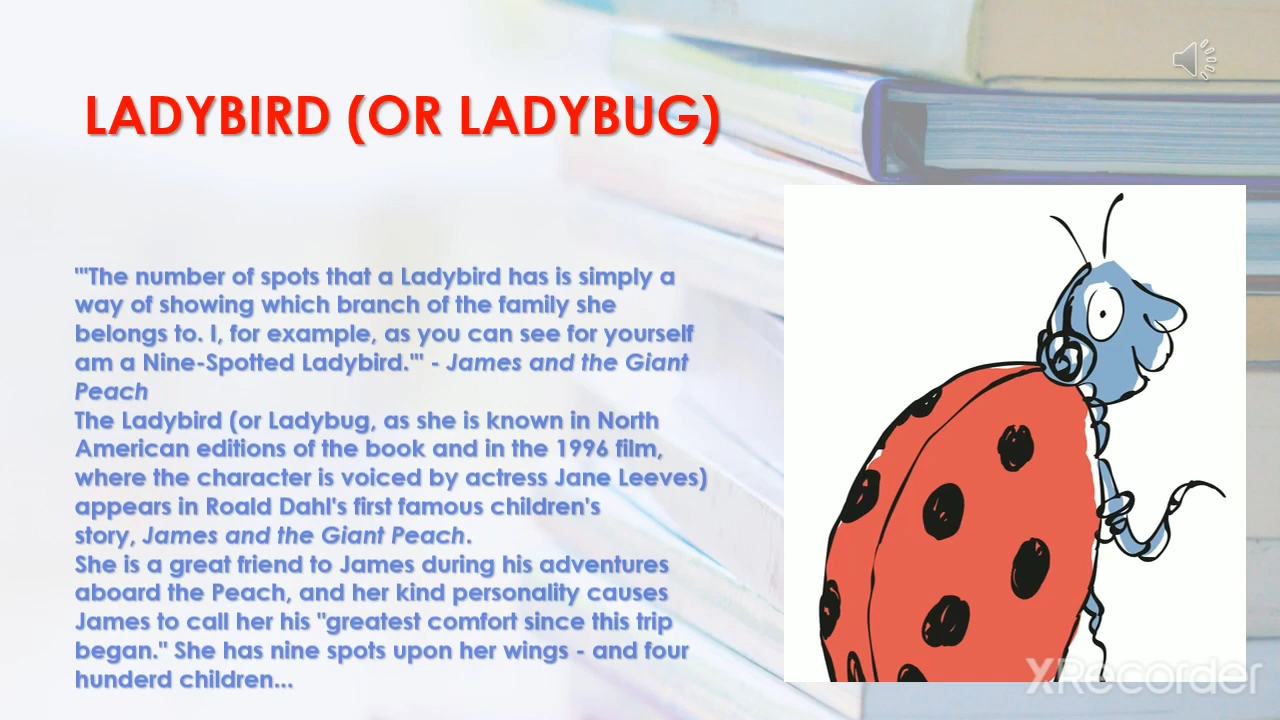 LADYBIRD (OR LADYBUG)
"'The number of spots that a Ladybird has is simply a
way of showing which branch of the family she
belongs to. I, for example, as you can see for yourself
am a Nine-Spotted Ladybird.'" - James and the Giant
Peach
The Ladybird (or Ladybug, as she is known in North
American editions of the book and in the 1996 film,
where the character is voiced by actress Jane Leeves)
appears in Roald Dahl's first famous children's
story, James and the Giant Peach.
She is a great friend to James during his adventures
aboard the Peach, and her kind personality causes
James to call her his "greatest comfort since this trip
began." She has nine spots upon her wings - and four
hunderd children...
XRecorder